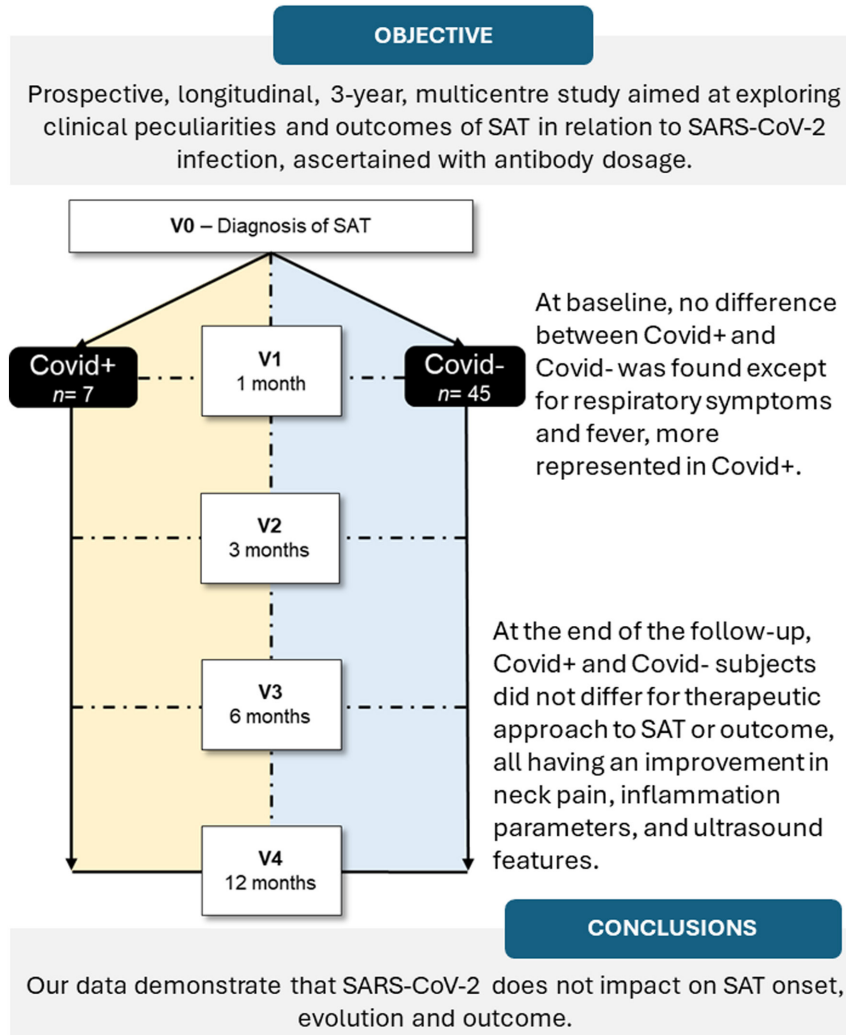 OBJECTIVE
Prospective, longitudinal, 3-year, multicentre study aimed at exploring
clinical peculiarities and outcomes of SAT in relation to SARS-CoV-2
infection, ascertained with antibody dosage.
V0 – Diagnosis of SAT
Covid+
n= 7
V1
1 month
Covid-
n= 45
At baseline, no difference
between Covid+ and
Covid- was found except
for respiratory symptoms
and fever, more
represented in Covid+.
V2
3 months
V3
6 months
At the end of the follow-up,
Covid+ and Covid- subjects
did not differ for therapeutic
approach to SAT or outcome,
all having an improvement in
neck pain, inflammation
parameters, and ultrasound
features.
V4
12 months
CONCLUSIONS
Our data demonstrate that SARS-CoV-2 does not impact on SAT onset,
evolution and outcome.